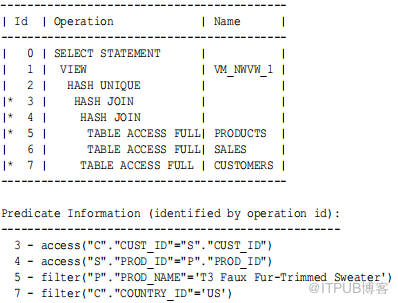 -------------------------------------------
| Id  | Operation             | Name      |
-------------------------------------------
|   0 | SELECT STATEMENT      |           |
|   1 |  VIEW                 | VM_NWVW_1 |
|   2 |   HASH UNIQUE         |           |
|*  3 |    HASH JOIN          |           |
|*  4 |     HASH JOIN         |           |
|*  5 |      TABLE ACCESS FULL| PRODUCTS  |
|   6 |      TABLE ACCESS FULL| SALES     |
|*  7 |     TABLE ACCESS FULL | CUSTOMERS |
-------------------------------------------
Predicate Information (identified by operation id):
---------------------------------------------------
3 - access("C"."CUST_ID"="S"."CUST_ID")
4 - access("S"."PROD_ID"="P"."PROD_ID")
5 - filter("P"."PROD_NAME"='T3 Faux Fur-Trimmed Sweater')
7 - filter("C"."COUNTRY_ID"='US')
@ITPUB博客